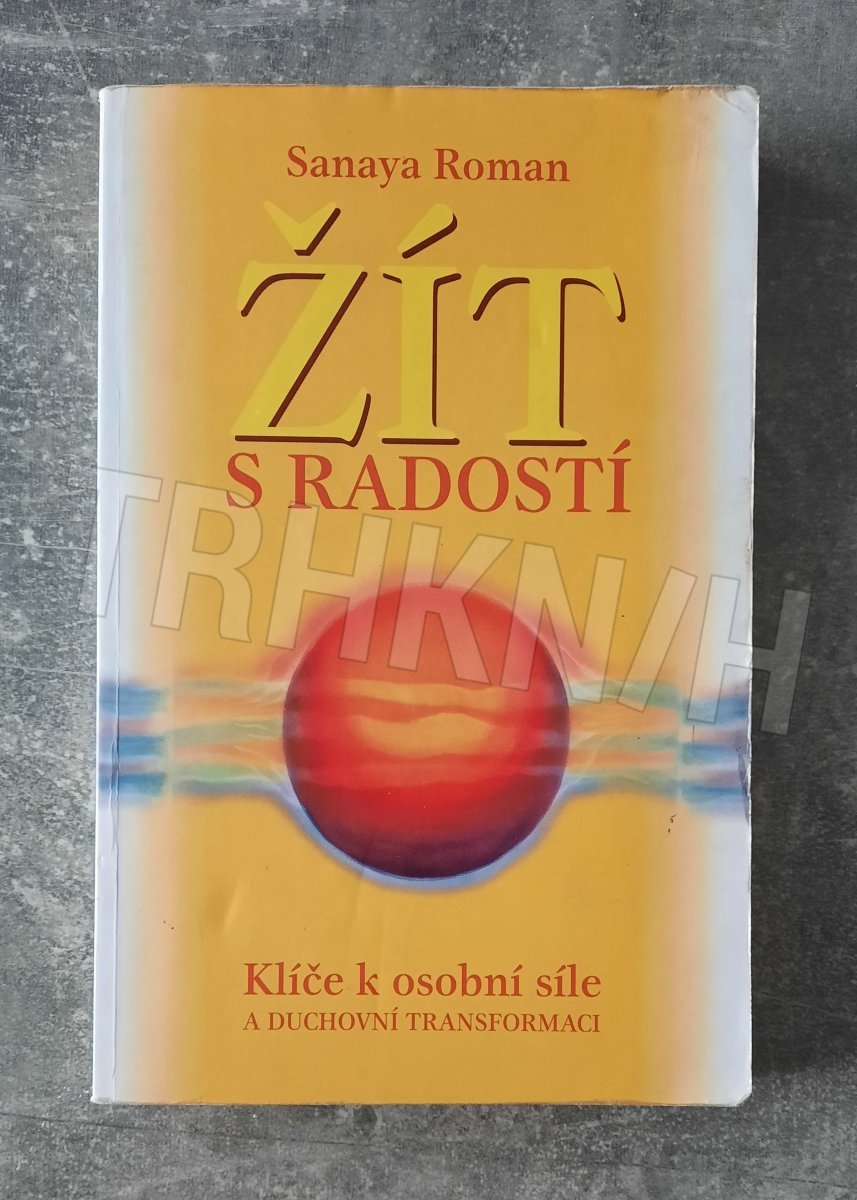 Sanaya Roman
ŽÍT
S RADOSTÍ
TRHKNIH
Klíče k osobní síle
A DUCHOVNÍ TRANSFORMACI